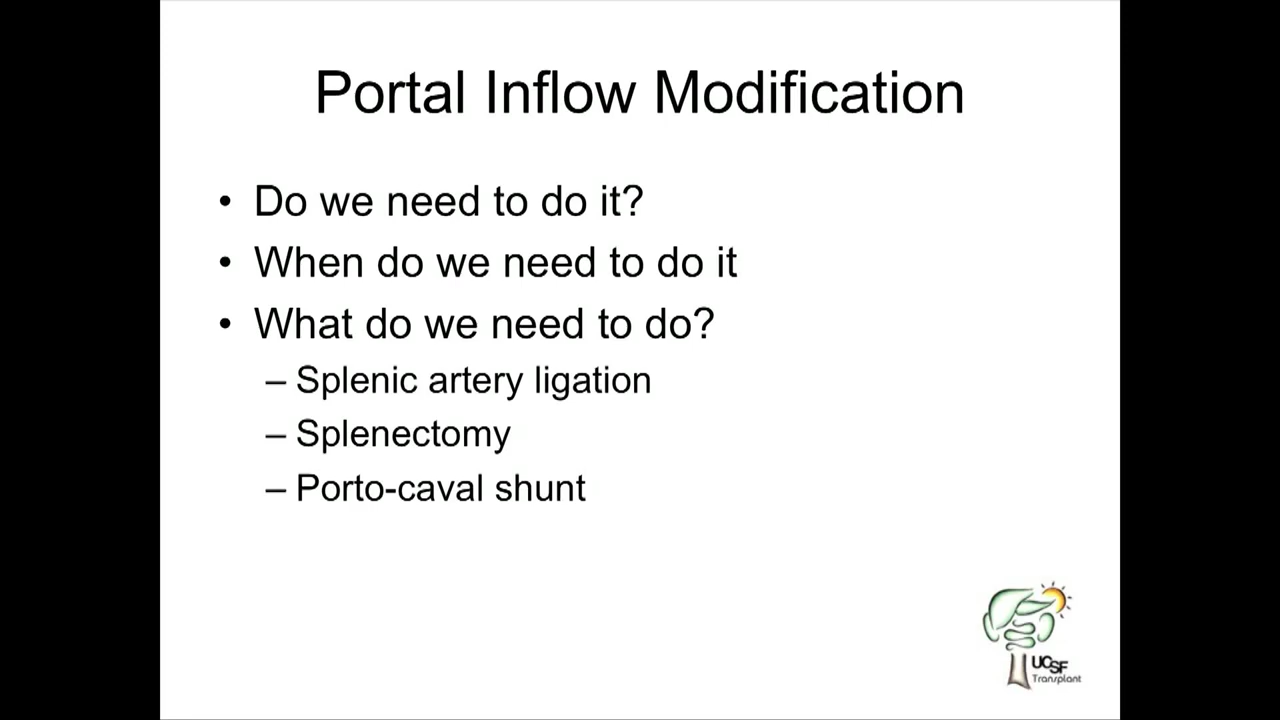 Portal Inflow Modification
• Do we need to do it?
• When do we need to do it
• What do we need to do?
– Splenic artery ligation
– Splenectomy
– Porto-caval shunt
UCSF
Transplant